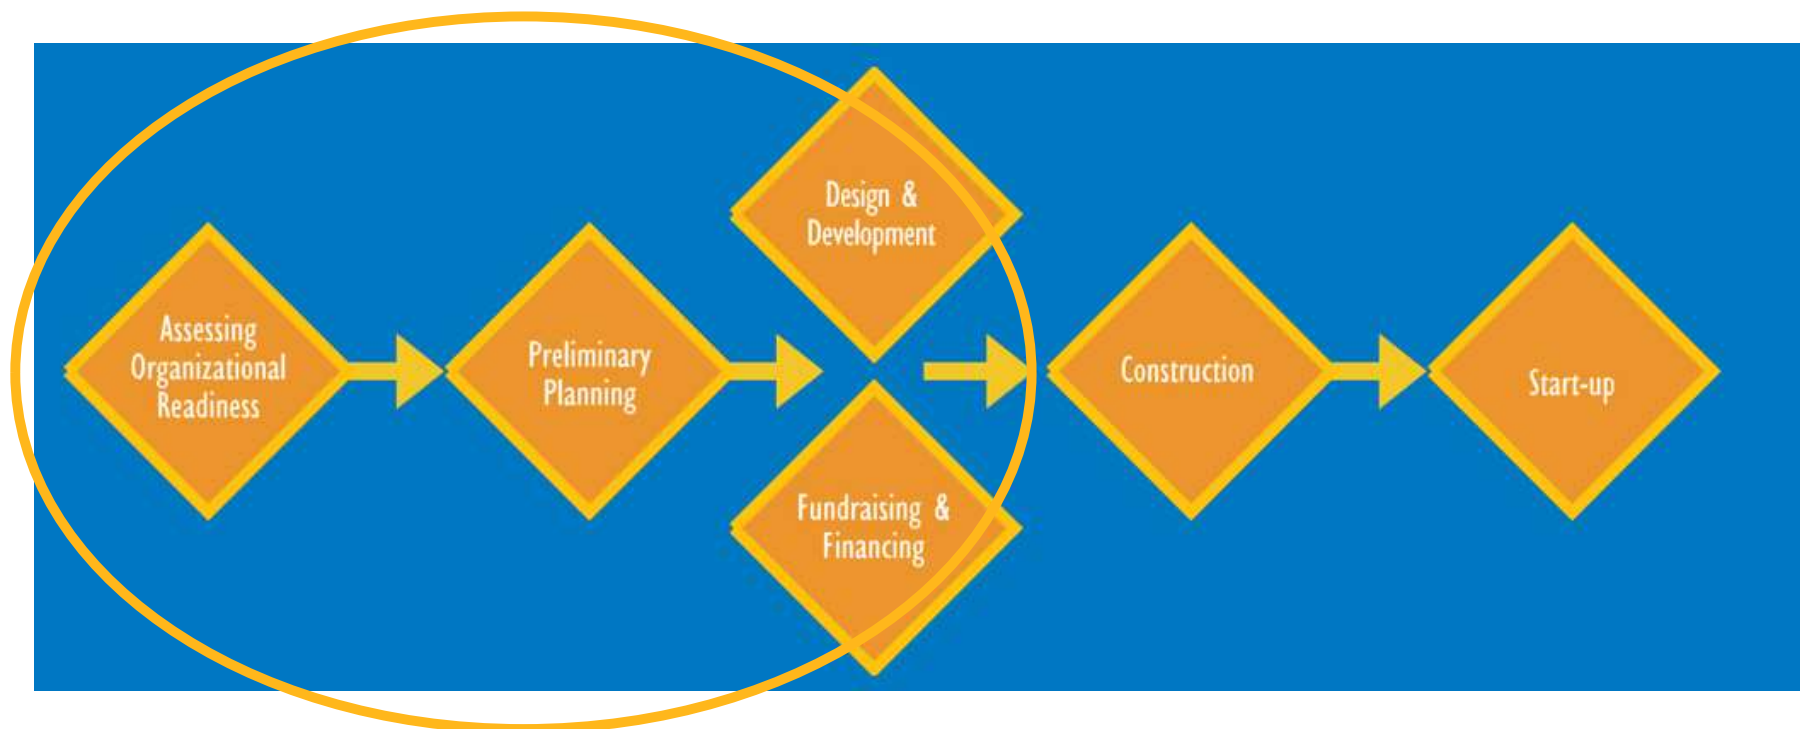 Assessing
Organizational
Readiness
Preliminary
Planning
Design &
Development
Fundraising &
Financing
Construction
Start-up